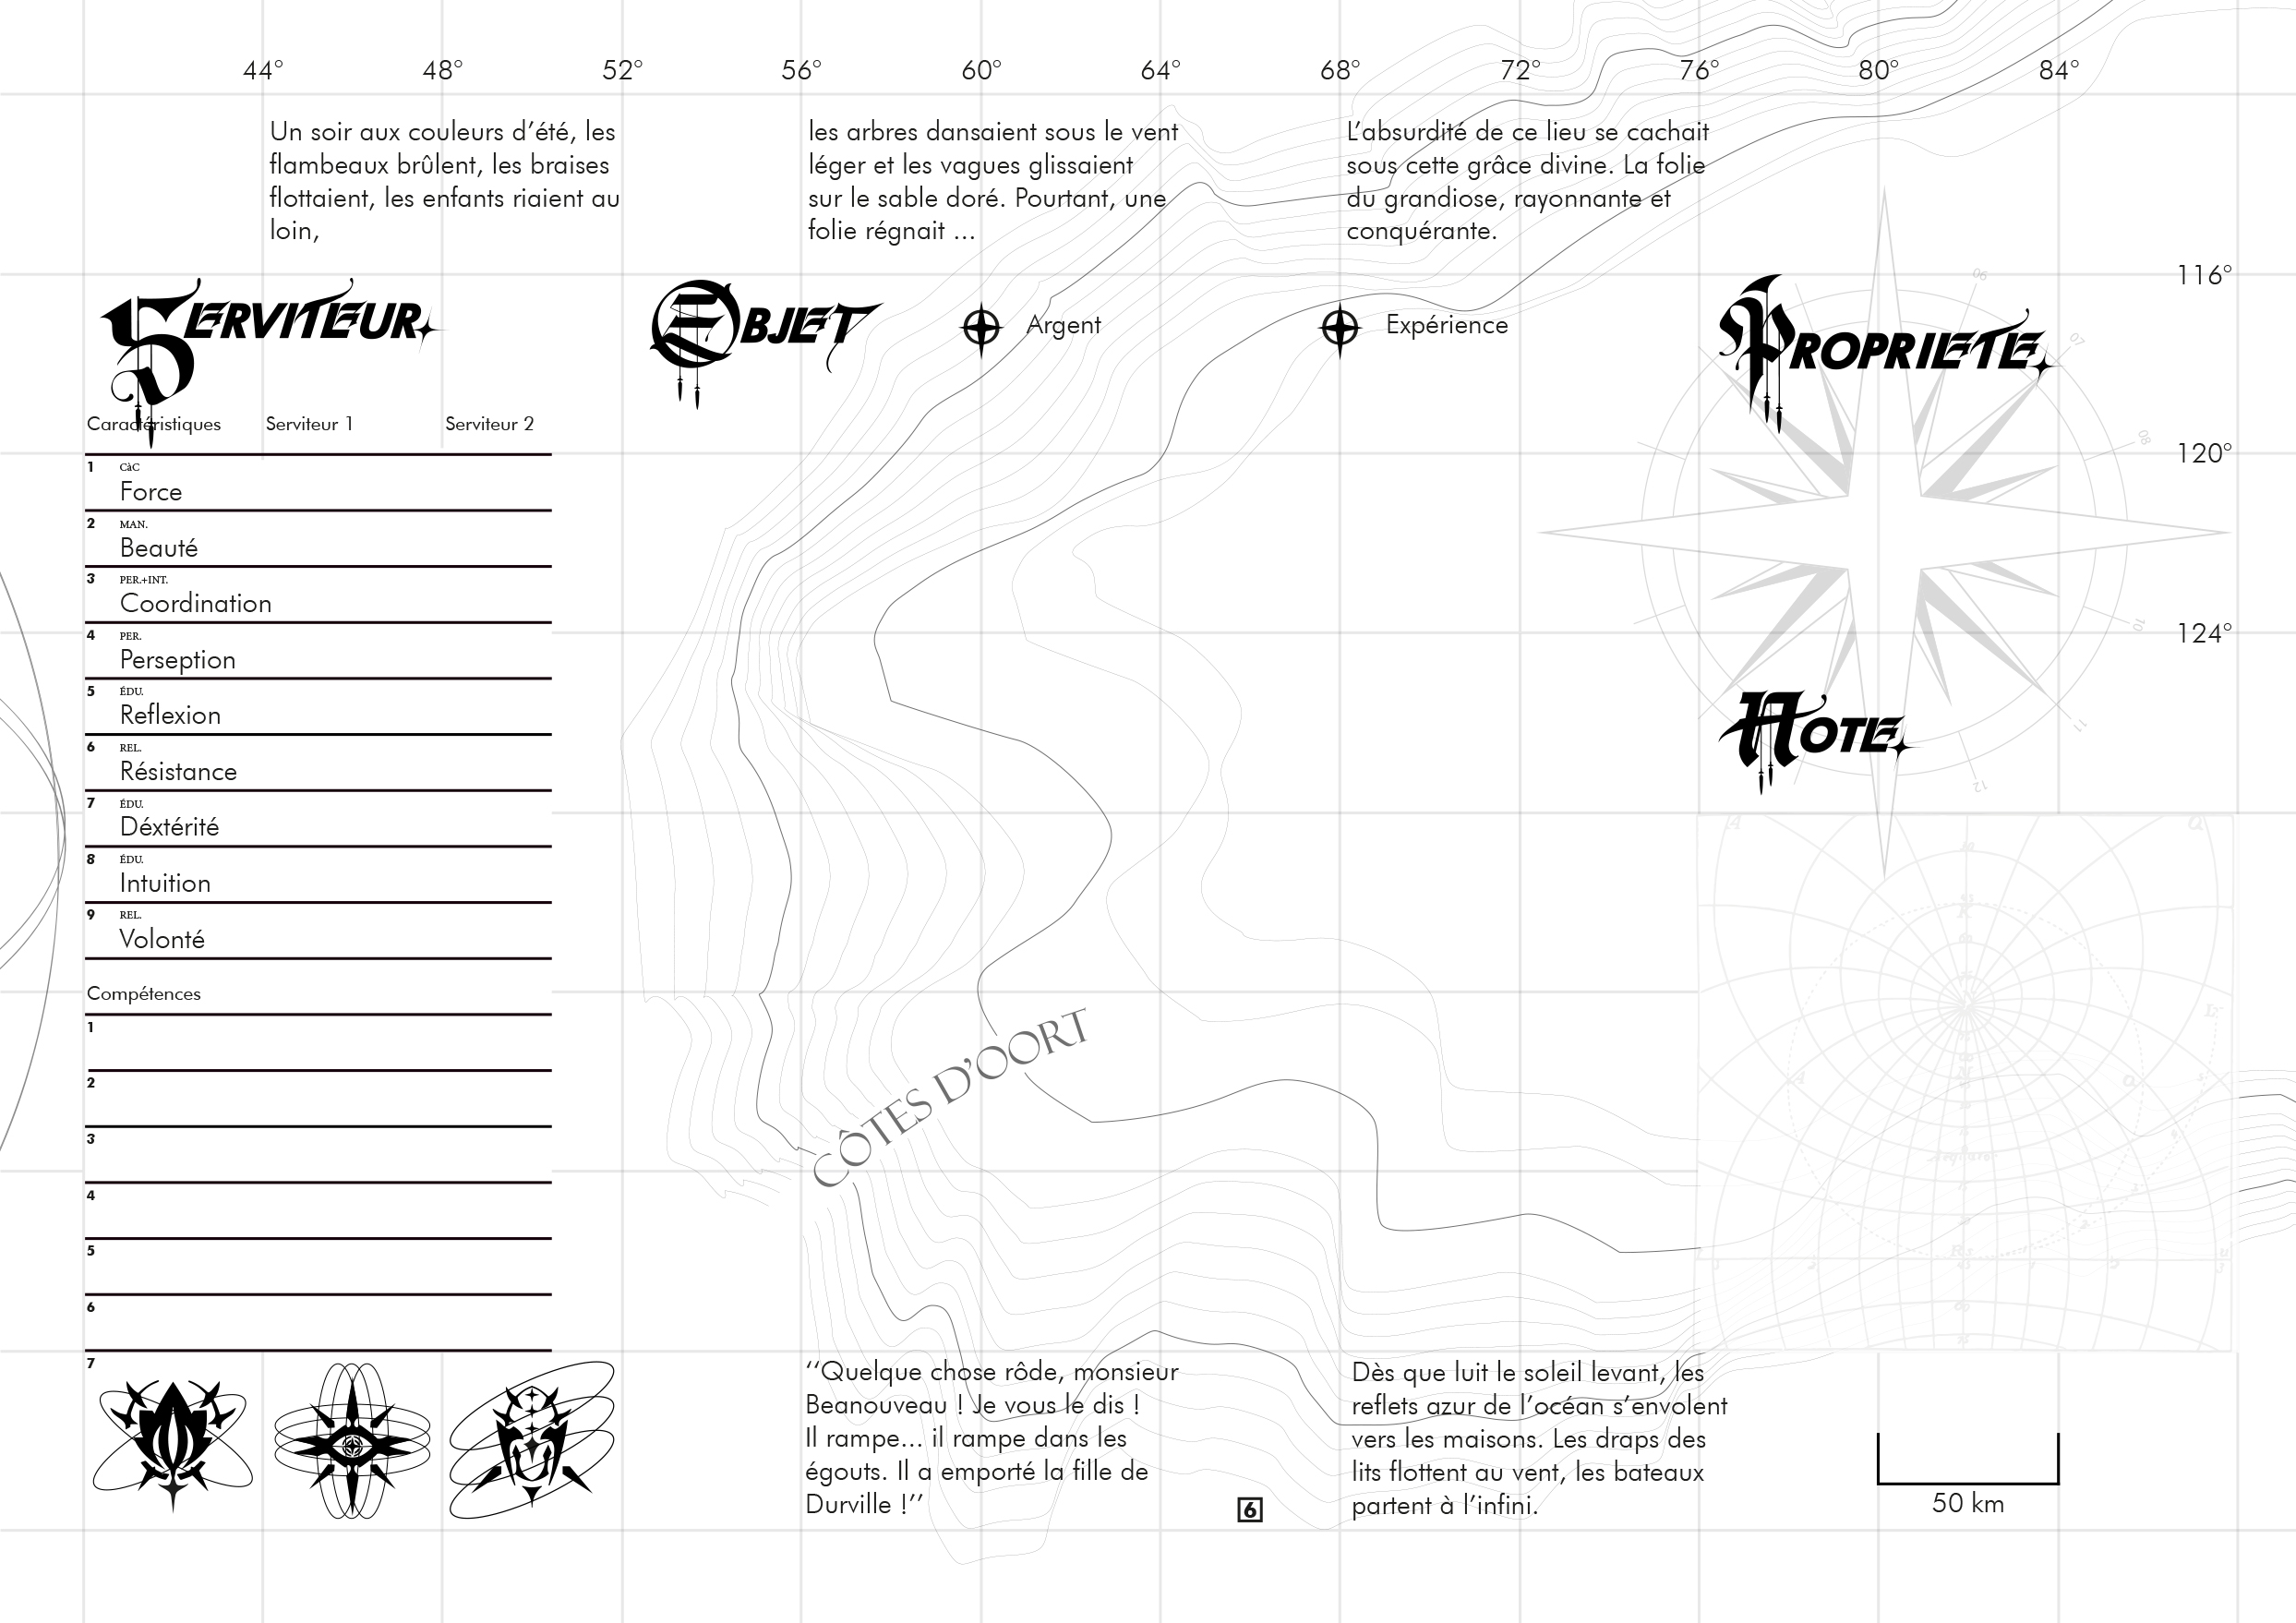 44° 48° 52° 56° 60° 64° 68° 72° 76° 80° 84°
Un soir aux couleurs d’été, les
flambeaux brûlent, les braises
flottaient, les enfants riaient au
loin,
les arbres dansaient sous le vent
léger et les vagues glissaient
sur le sable doré. Pourtant, une
folie régnait ...
L’absurdité de ce lieu se cachait
sous cette grâce divine. La folie
du grandiose, rayonnante et
conquérante.
116°
120°
124°
Serviteur
Objet
Argent
Expérience
Propriete
Note
Caractéristiques Serviteur 1 Serviteur 2
1 CàC
Force
2 MAN.
Beauté
3 PER.+INT.
Coordination
4 PER.
Perseption
5 ÉDU.
Reflexion
6 REL.
Résistance
7 ÉDU.
Déxtérité
8 ÉDU.
Intuition
9 REL.
Volonté
Compétences
1
2
3
4
5
6
7
06
07
08
10
11
12
CÔTES D’OORT
‘‘Quelque chose rôde, monsieur
Beanouveau ! Je vous le dis !
Il rampe... il rampe dans les
égouts. Il a emporté la fille de
Durville !’’
6
Dès que luit le soleil levant, les
reflets azur de l’océan s’envolent
vers les maisons. Les draps des
lits flottent au vent, les bateaux
partent à l’infini.
50 km